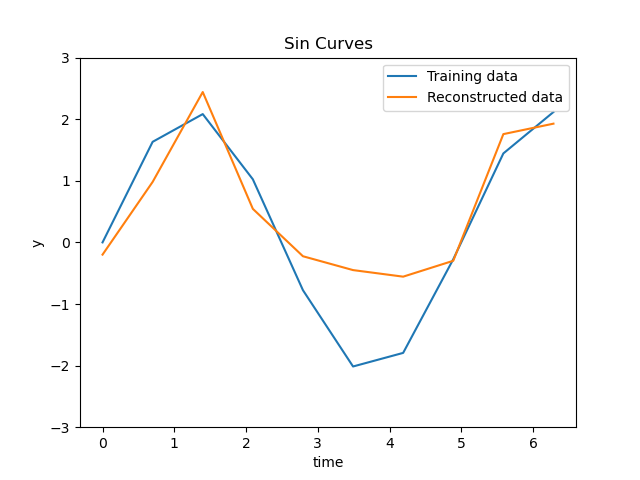 Sin Curves
Training data
Reconstructed data
3
2
1
0
−1
−2
−3
y
0 1 2 3 4 5 6
time